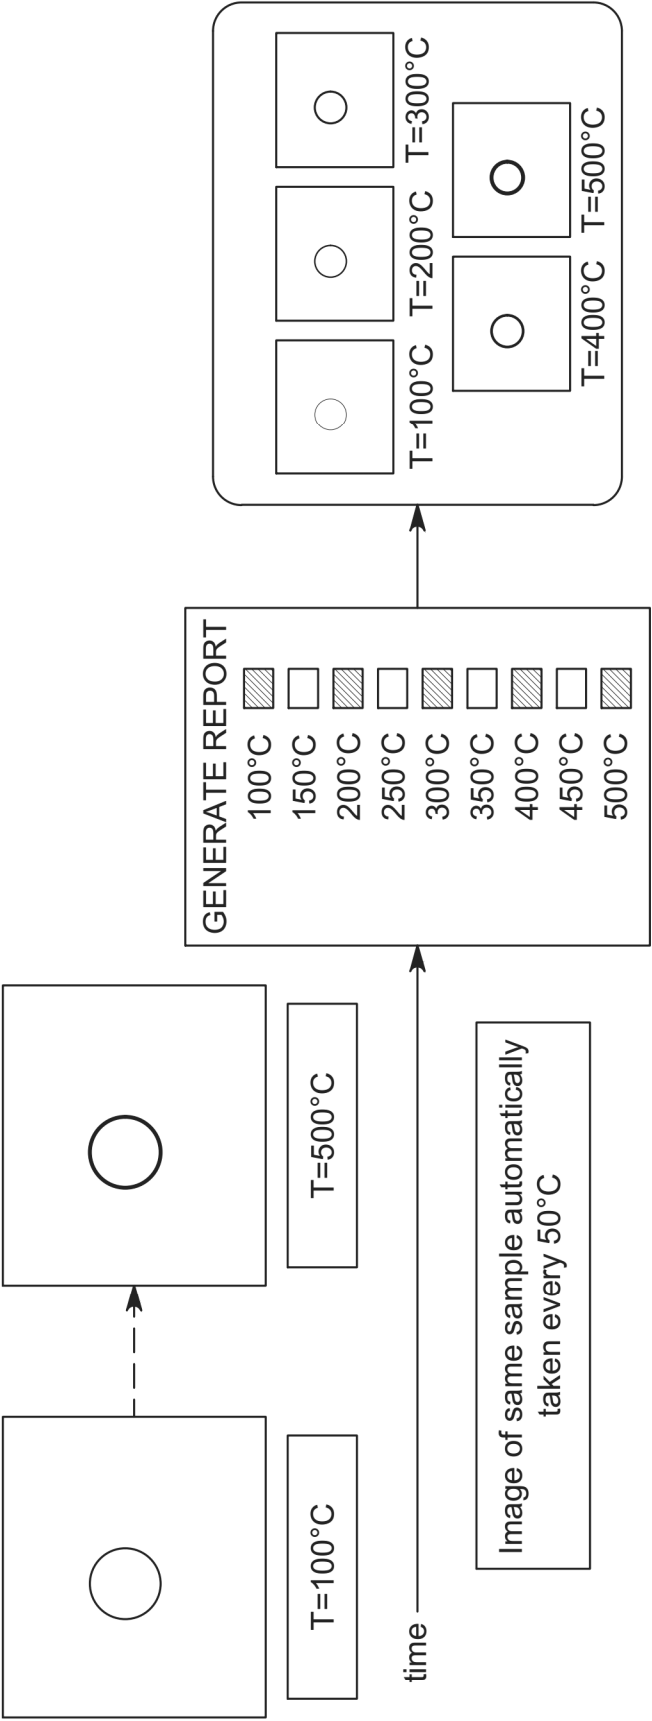 T=100°C
T=500°C
time
Image of same sample automatically
taken every 50°C
GENERATE REPORT
100°C
150°C
200°C
250°C
300°C
350°C
400°C
450°C
500°C
T=100°C
T=200°C
T=300°C
T=400°C
T=500°C